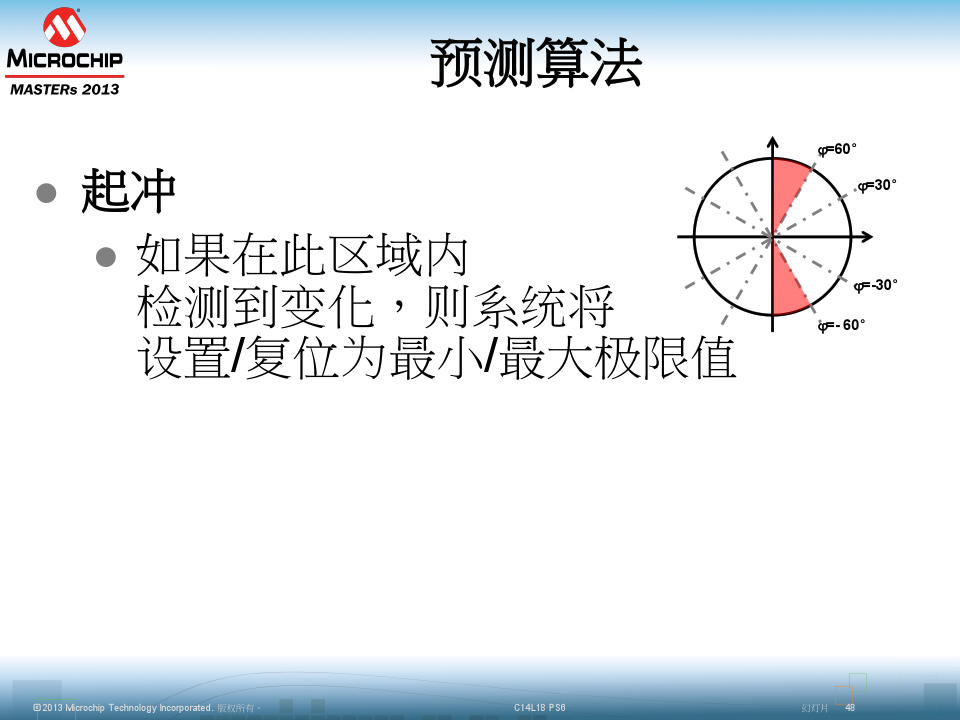 MICROCHIP
MASTERs 2013
预测算法
起冲
如果在此区域内
检测到变化，则系统将
设置/复位为最小/最大极限值
φ=60°
φ=30°
φ=-30°
φ=- 60°
© 2013 Microchip Technology Incorporated. 版权所有。
C14L18 PS6
幻灯片 48